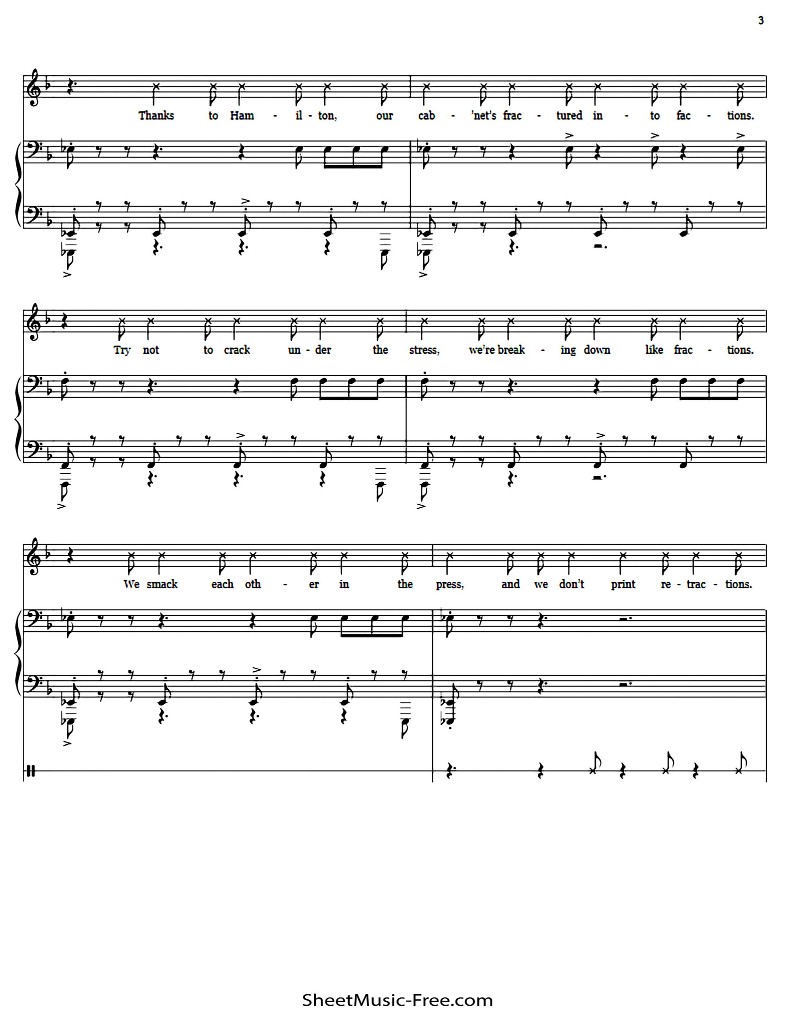 3
Thanks to Ham - il - ton, our cab - 'net's frac - tured in - to fac - tions.
Try not to crack un - der the stress, we're break - ing down like frac - tions.
We smack each oth - er in the press, and we don't print re - trac - tions.
SheetMusic-Free.com